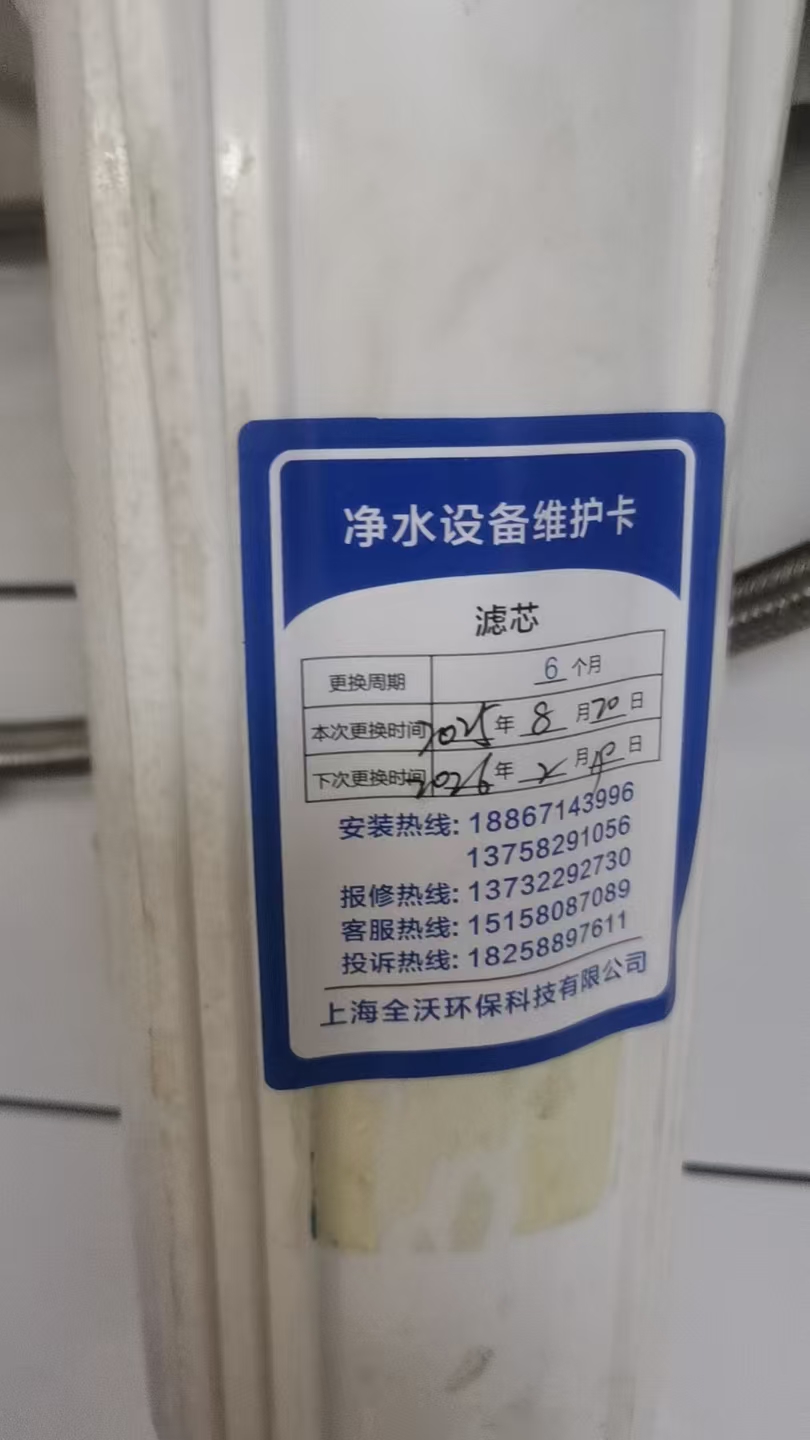 净水设备维护卡
滤芯
更换周期 6 个月
本次更换时间 2025 年 8 月 20 日
下次更换时间 2026 年 2 月 日
安装热线: 18867143996
13758291056
报修热线: 13732292730
客服热线: 15158087089
投诉热线: 18258897611
上海全沃环保科技有限公司